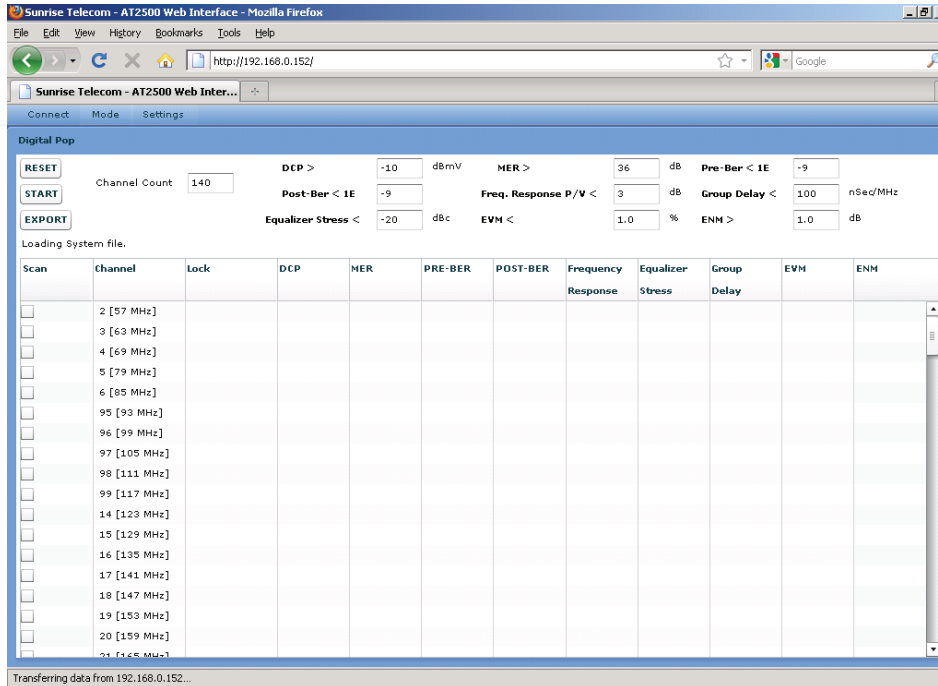 Sunrise Telecom - AT2500 Web Interface - Mozilla Firefox
File Edit View History Bookmarks Tools Help
http://192.168.0.152/
Google
Sunrise Telecom - AT2500 Web Inter...
Connect Mode Settings
Digital Pop
RESET Channel Count 140 DCP > -10 dBmV MER > 36 dB Pre-Ber < 1E -9
START Post-Ber < 1E -9 Freq. Response P/V < 3 dB Group Delay < 100 nSec/MHz
EXPORT Equalizer Stress < -20 dBc EVM < 1.0 % ENM > 1.0 dB
Loading System file.
Scan Channel Lock DCP MER PRE-BER POST-BER Frequency Response Equalizer Stress Group Delay EVM ENM
2 [57 MHz]
3 [63 MHz]
4 [69 MHz]
5 [79 MHz]
6 [85 MHz]
95 [93 MHz]
96 [99 MHz]
97 [105 MHz]
98 [111 MHz]
99 [117 MHz]
14 [123 MHz]
15 [129 MHz]
16 [135 MHz]
17 [141 MHz]
18 [147 MHz]
19 [153 MHz]
20 [159 MHz]
21 [165 MHz]
Transferring data from 192.168.0.152...